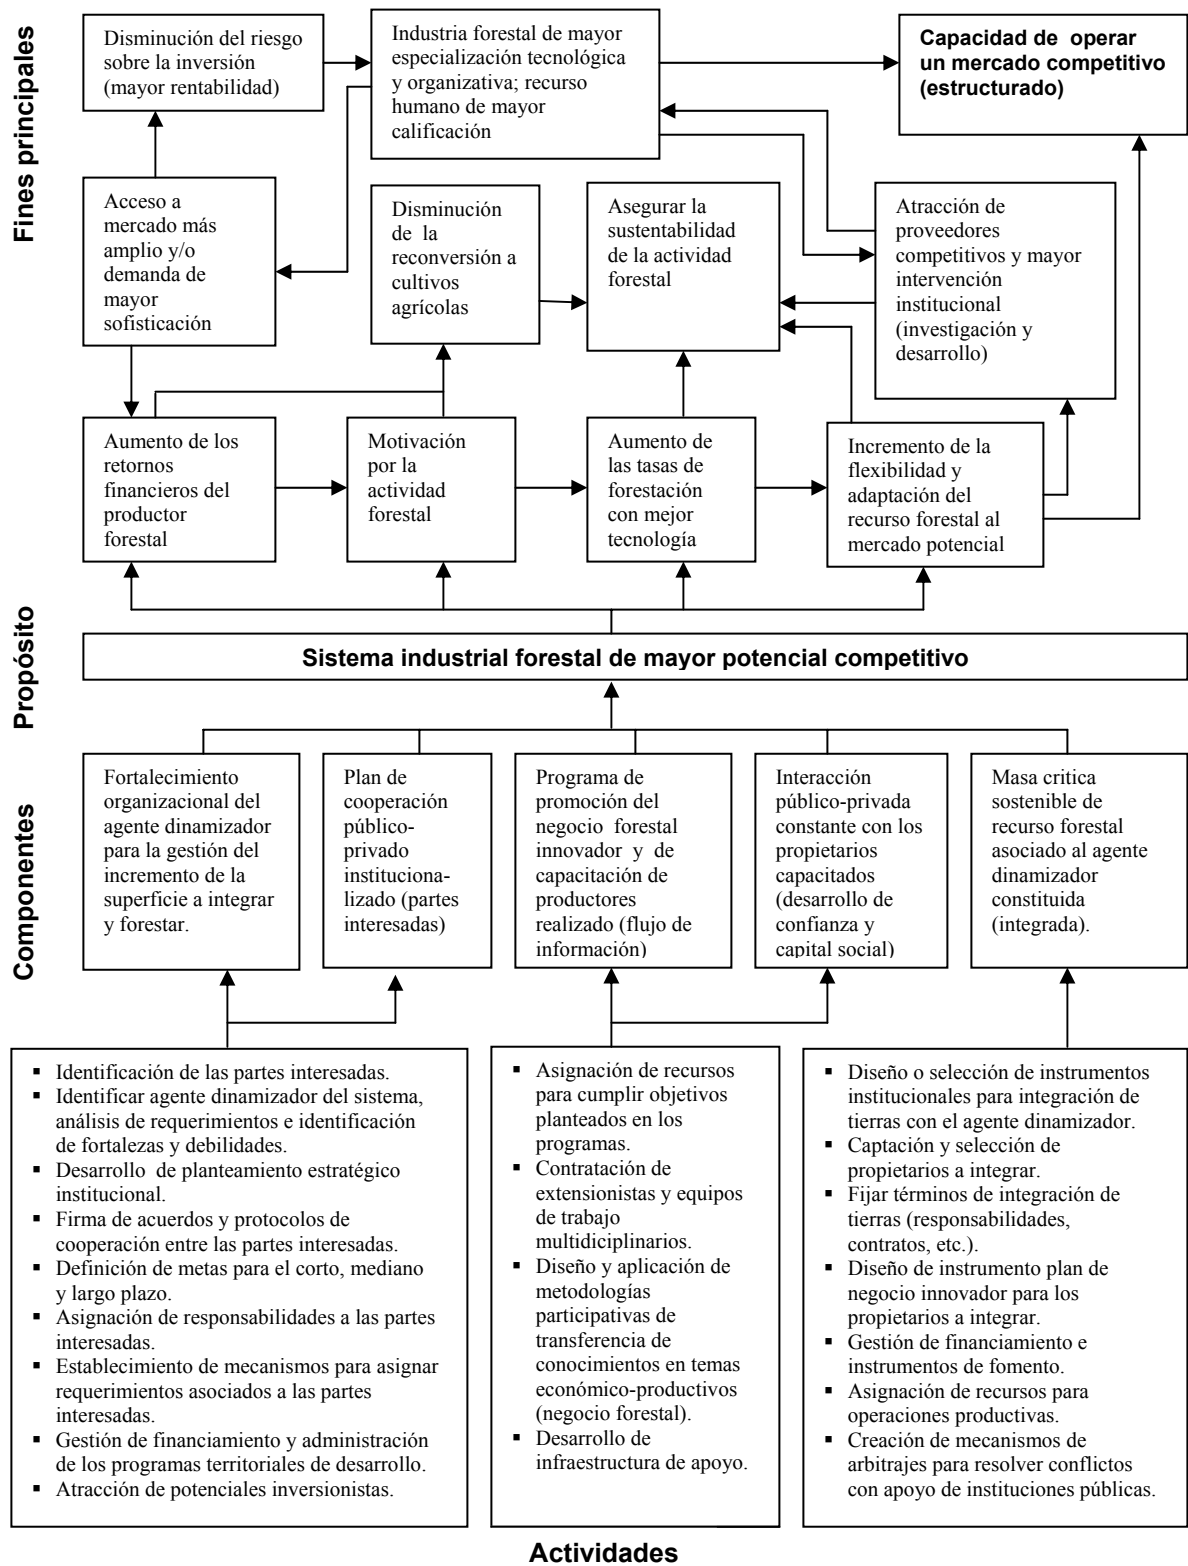 Fines principales
Disminución del riesgo
sobre la inversión
(mayor rentabilidad)
Industria forestal de mayor
especialización tecnológica
y organizativa; recurso
humano de mayor
calificación
Capacidad de operar
un mercado competitivo
(estructurado)
Acceso a
mercado más
amplio y/o
demanda de
mayor
sofisticación
Disminución
de la
reconversión a
cultivos
agrícolas
Asegurar la
sustentabilidad
de la actividad
forestal
Atracción de
proveedores
competitivos y mayor
intervención
institucional
(investigación y
desarrollo)
Aumento de los
retornos
financieros del
productor
forestal
Motivación
por la
actividad
forestal
Aumento de
las tasas de
forestación
con mejor
tecnología
Incremento de la
flexibilidad y
adaptación del
recurso forestal al
mercado potencial
Propósito
Sistema industrial forestal de mayor potencial competitivo
Componentes
Fortalecimiento
organizacional del
agente dinamizador
para la gestión del
incremento de la
superficie a integrar
y forestar.
Plan de
cooperación
público-
privado
instituciona-
lizado (partes
interesadas)
Programa de
promoción del
negocio forestal
innovador y de
capacitación de
productores
realizado (flujo de
información)
Interacción
público-privada
constante con los
propietarios
capacitados
(desarrollo de
confianza y
capital social)
Masa critica
sostenible de
recurso forestal
asociado al agente
dinamizador
constituida
(integrada).
▪ Identificación de las partes interesadas.
▪ Identificar agente dinamizador del sistema,
análisis de requerimientos e identificación
de fortalezas y debilidades.
▪ Desarrollo de planteamiento estratégico
institucional.
▪ Firma de acuerdos y protocolos de
cooperación entre las partes interesadas.
▪ Definición de metas para el corto, mediano
y largo plazo.
▪ Asignación de responsabilidades a las partes
interesadas.
▪ Establecimiento de mecanismos para asignar
requerimientos asociados a las partes
interesadas.
▪ Gestión de financiamiento y administración
de los programas territoriales de desarrollo.
▪ Atracción de potenciales inversionistas.
▪ Asignación de recursos
para cumplir objetivos
planteados en los
programas.
▪ Contratación de
extensionistas y equipos
de trabajo
multidiciplinarios.
▪ Diseño y aplicación de
metodologías
participativas de
transferencia de
conocimientos en temas
económico-productivos
(negocio forestal).
▪ Desarrollo de
infraestructura de apoyo.
▪ Diseño o selección de instrumentos
institucionales para integración de
tierras con el agente dinamizador.
▪ Captación y selección de
propietarios a integrar.
▪ Fijar términos de integración de
tierras (responsabilidades,
contratos, etc.).
▪ Diseño de instrumento plan de
negocio innovador para los
propietarios a integrar.
▪ Gestión de financiamiento e
instrumentos de fomento.
▪ Asignación de recursos para
operaciones productivas.
▪ Creación de mecanismos de
arbitrajes para resolver conflictos
con apoyo de instituciones públicas.
Actividades